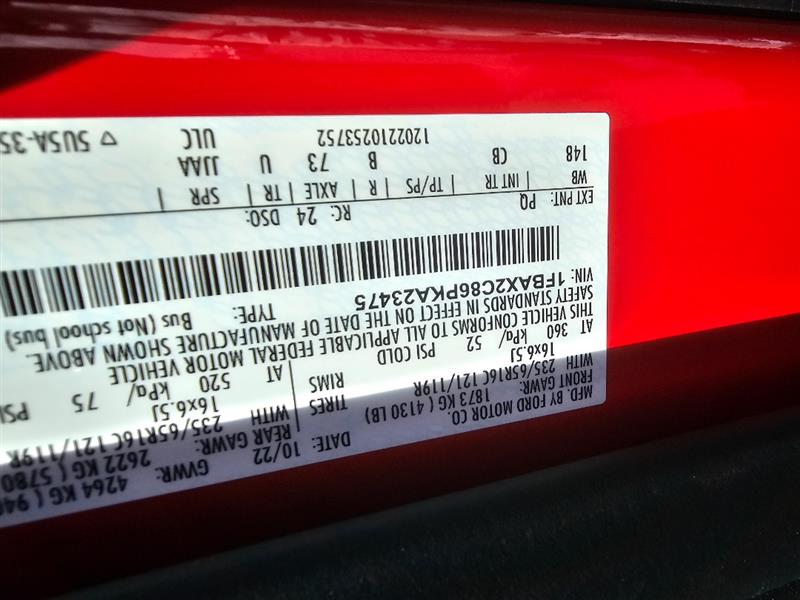 MFD. BY FORD MOTOR CO.
DATE: 10/22
GVWR: 4264 KG
FRONT GAWR: 1873 KG (4130 LB)
REAR GAWR: 2622 KG (5780
WITH 235/65R16C 121/119R TIRES WITH 235/65R16C 121/119R
16x6.5J RIMS 16x6.5J
AT 360 kPa/ 52 PSI COLD AT 520 kPa/ 75 PSI
THIS VEHICLE CONFORMS TO ALL APPLICABLE FEDERAL MOTOR VEHICLE
SAFETY STANDARDS IN EFFECT ON THE DATE OF MANUFACTURE SHOWN ABOVE.
VIN: 1FBAX2C86PKA23475
TYPE: Bus (Not school bus)
EXT PNT: PQ RC: 24 DSO:
WB | INT TR | TP/PS | R | AXLE | TR | SPR
148 CB B 73 U JJAA
1202210253752 ULC ▽ 5U5A-35